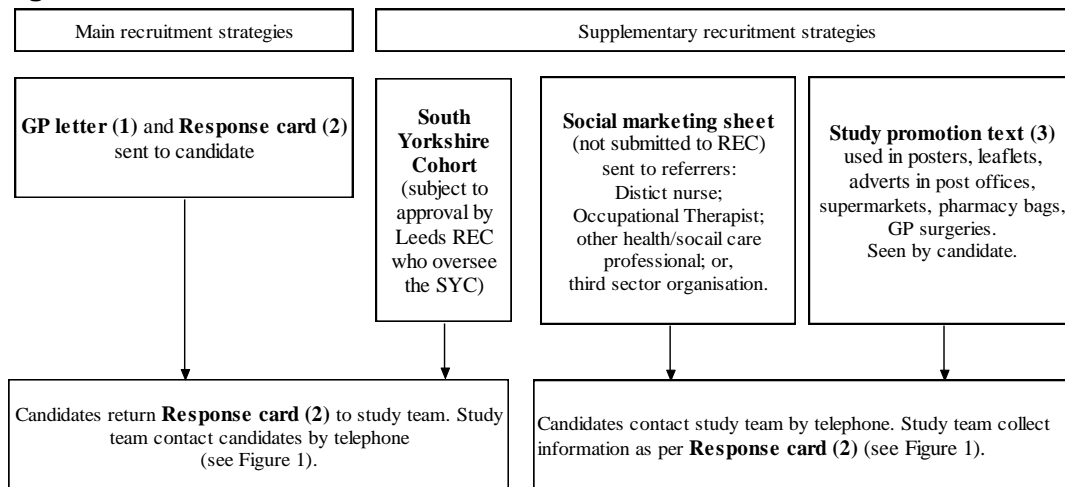 Main recruitment strategies
Supplementary recuritment strategies
GP letter (1) and Response card (2)
sent to candidate
South
Yorkshire
Cohort
(subject to
approval by
Leeds REC
who oversee
the SYC)
Social marketing sheet
(not submitted to REC)
sent to referrers:
Distict nurse;
Occupational Therapist;
other health/socail care
professional; or,
third sector organisation.
Study promotion text (3)
used in posters, leaflets,
adverts in post offices,
supermarkets, pharmacy bags,
GP surgeries.
Seen by candidate.
Candidates return Response card (2) to study team. Study
team contact candidates by telephone
(see Figure 1).
Candidates contact study team by telephone. Study team collect
information as per Response card (2) (see Figure 1).